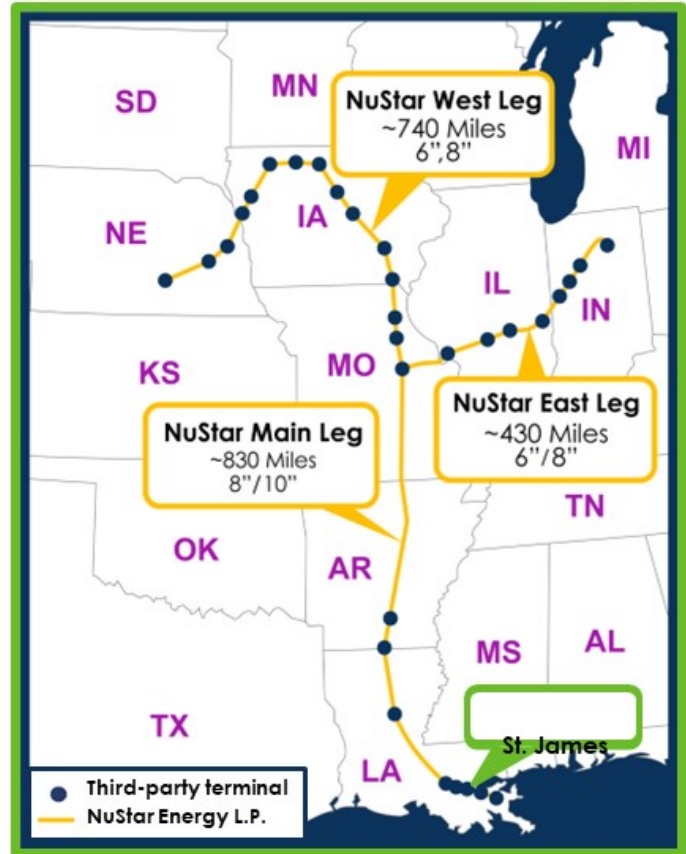 SD
MN
NuStar West Leg
~740 Miles
6”,8”
MI
NE
IA
IL
IN
KS
MO
NuStar East Leg
~430 Miles
6”/8”
NuStar Main Leg
~830 Miles
8”/10”
TN
OK
AR
MS
AL
TX
St. James
LA
Third-party terminal
NuStar Energy L.P.